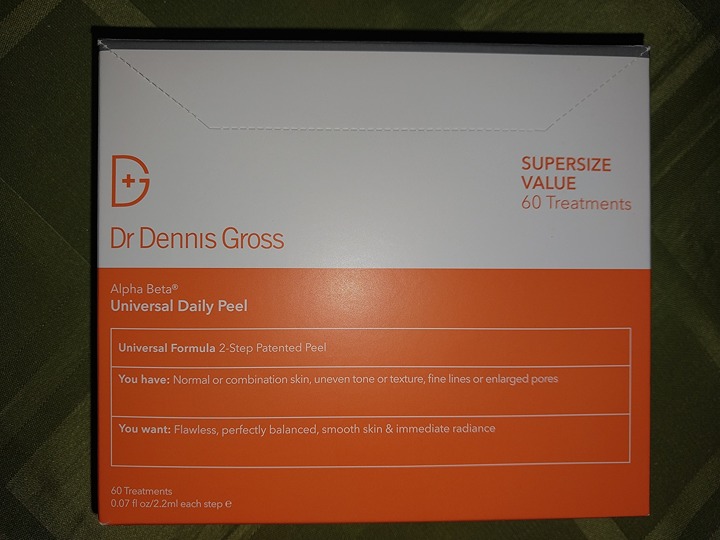 SUPERSIZE
VALUE
60 Treatments
Dr Dennis Gross
Alpha Beta®
Universal Daily Peel
Universal Formula 2-Step Patented Peel
You have: Normal or combination skin, uneven tone or texture, fine lines or enlarged pores
You want: Flawless, perfectly balanced, smooth skin & immediate radiance
60 Treatments
0.07 fl oz/2.2ml each step ℮